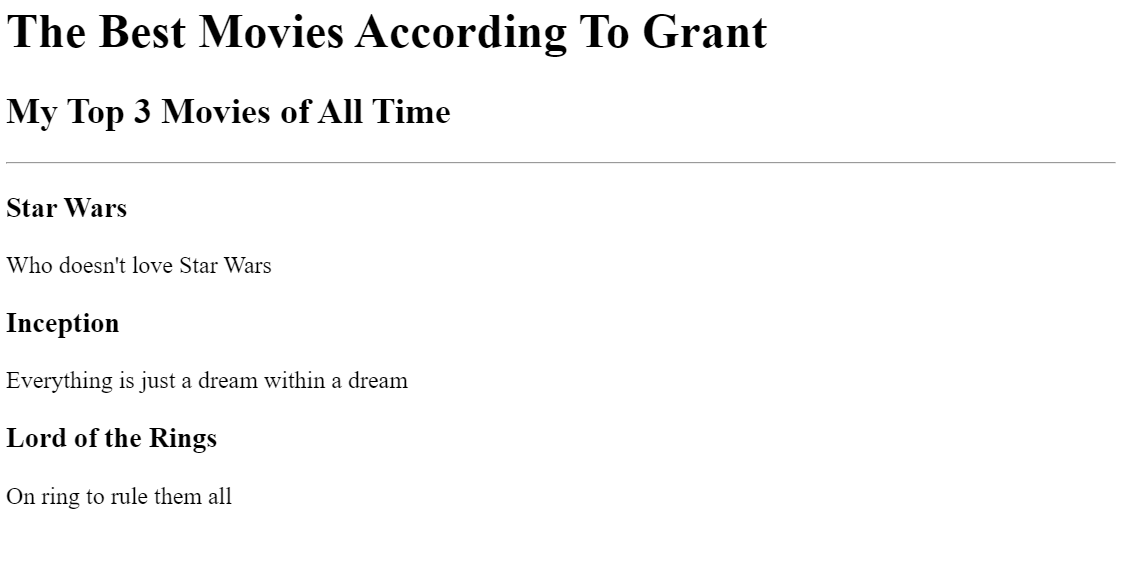 The Best Movies According To Grant
My Top 3 Movies of All Time
Star Wars
Who doesn't love Star Wars
Inception
Everything is just a dream within a dream
Lord of the Rings
On ring to rule them all